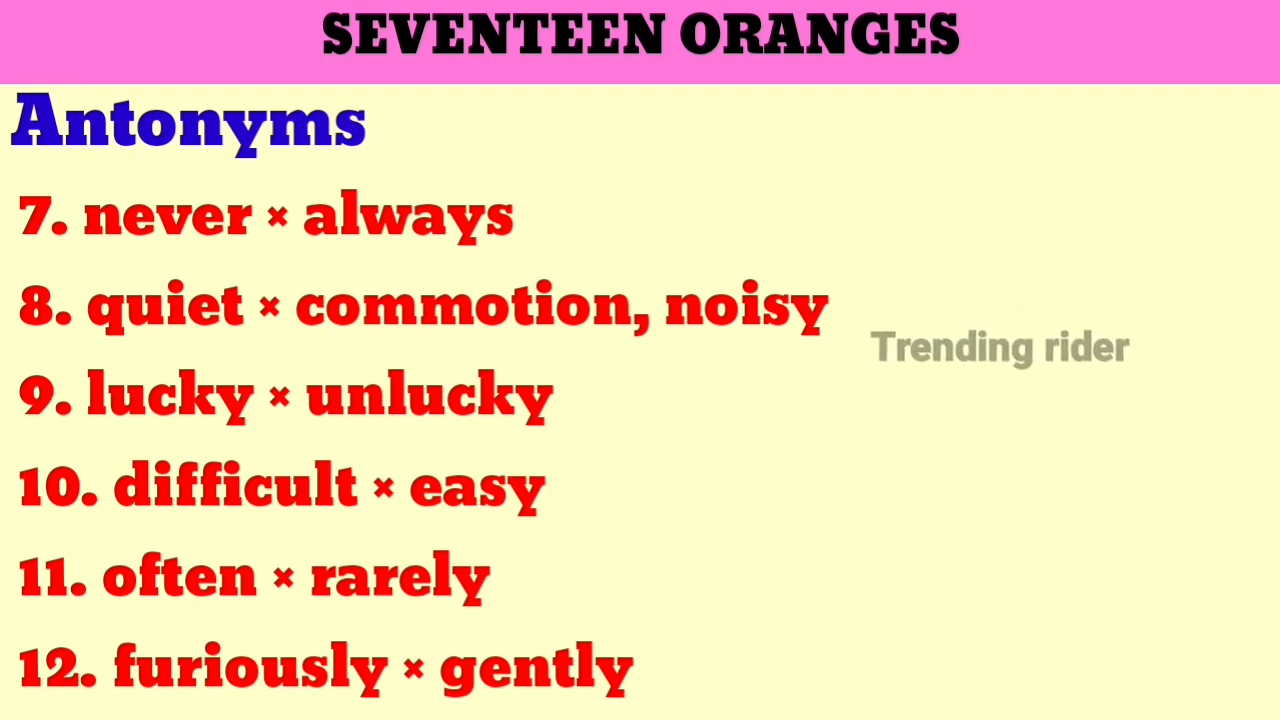 SEVENTEEN ORANGES
Antonyms
7. never × always
8. quiet × commotion, noisy
Trending rider
9. lucky × unlucky
10. difficult × easy
11. often × rarely
12. furiously × gently